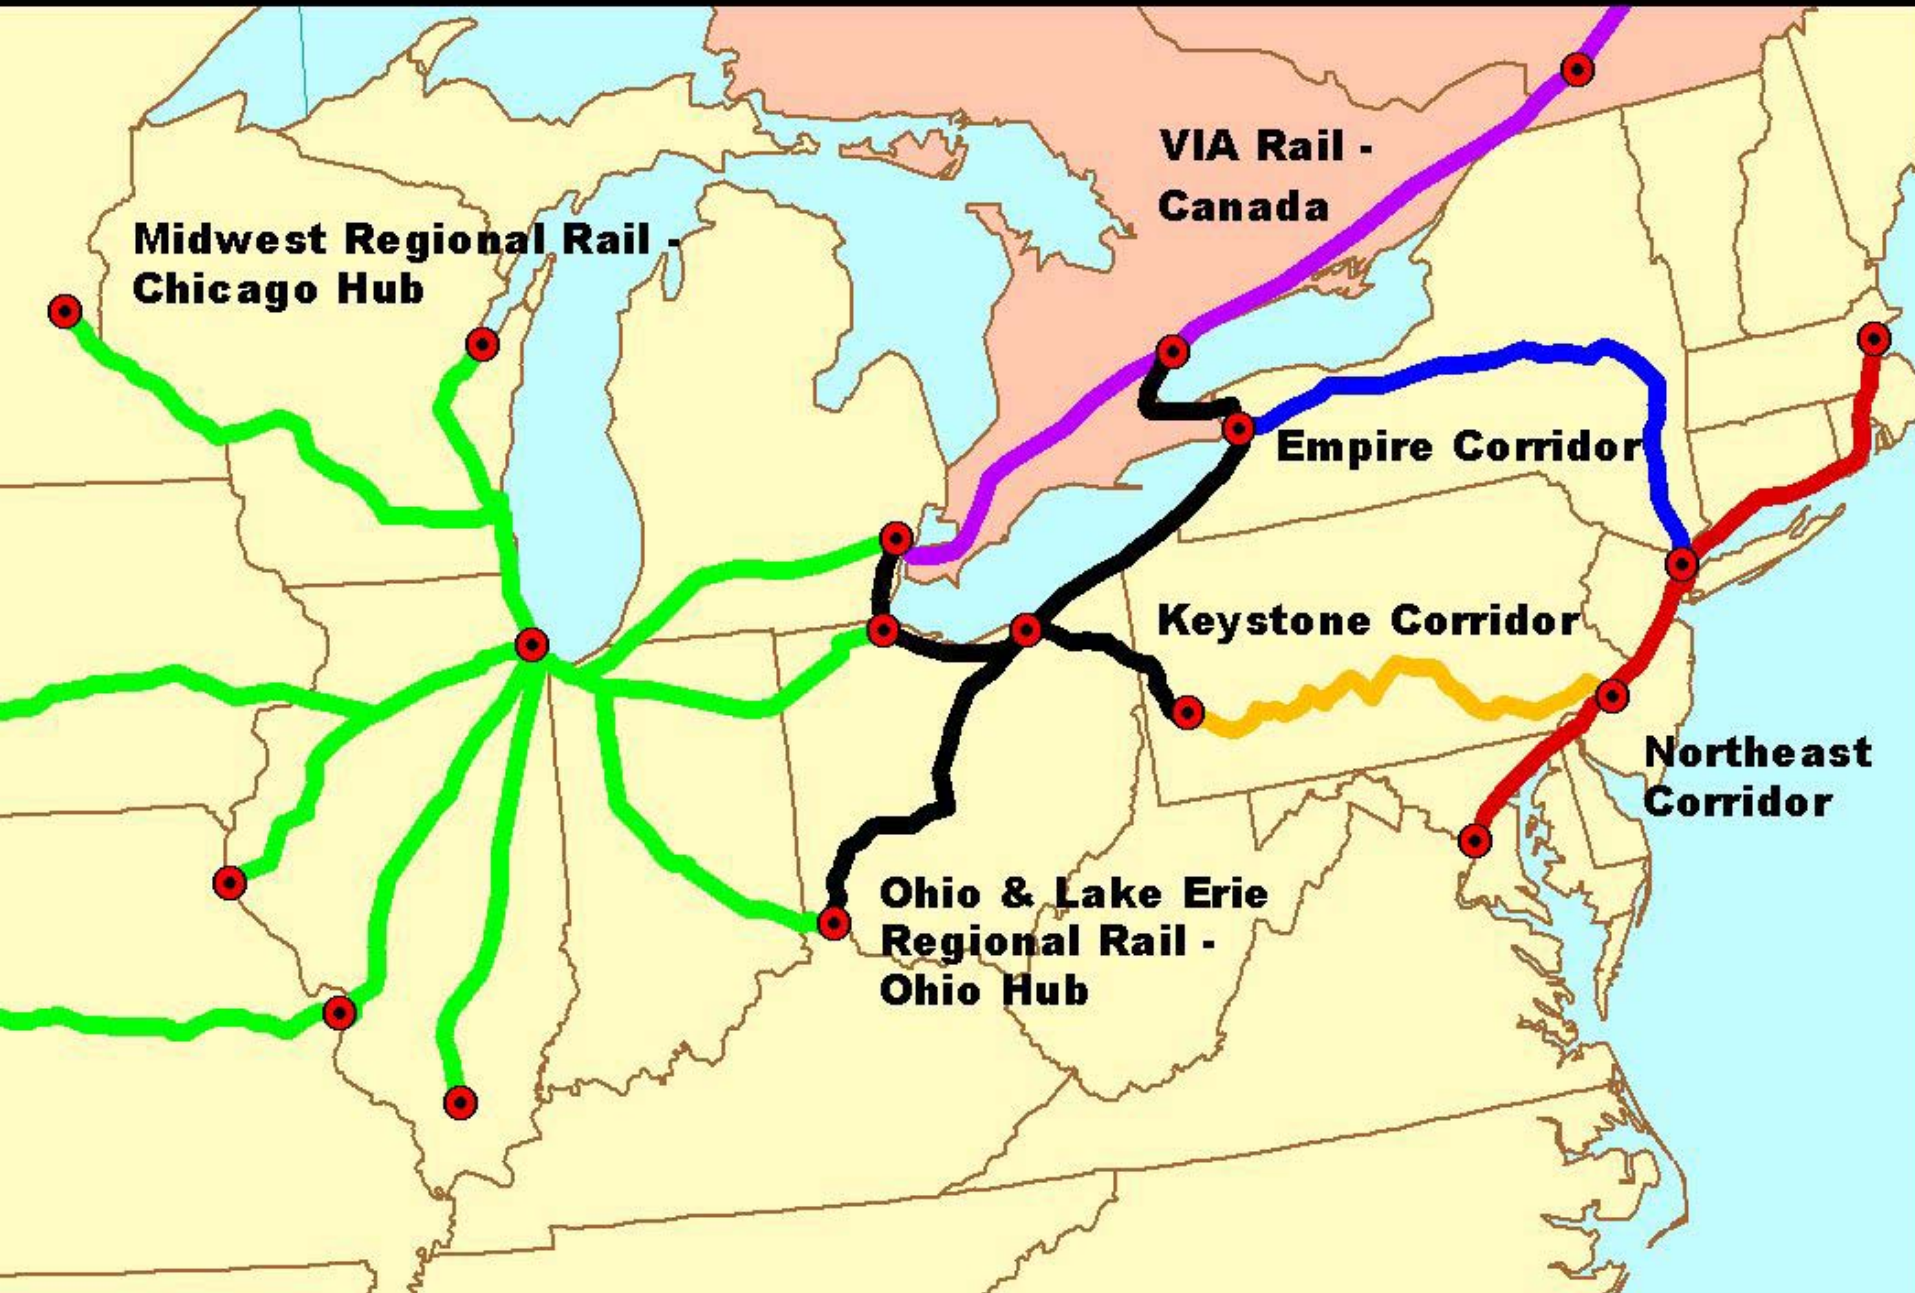 VIA Rail -
Canada
Midwest Regional Rail -
Chicago Hub
Empire Corridor
Keystone Corridor
Northeast
Corridor
Ohio & Lake Erie
Regional Rail -
Ohio Hub